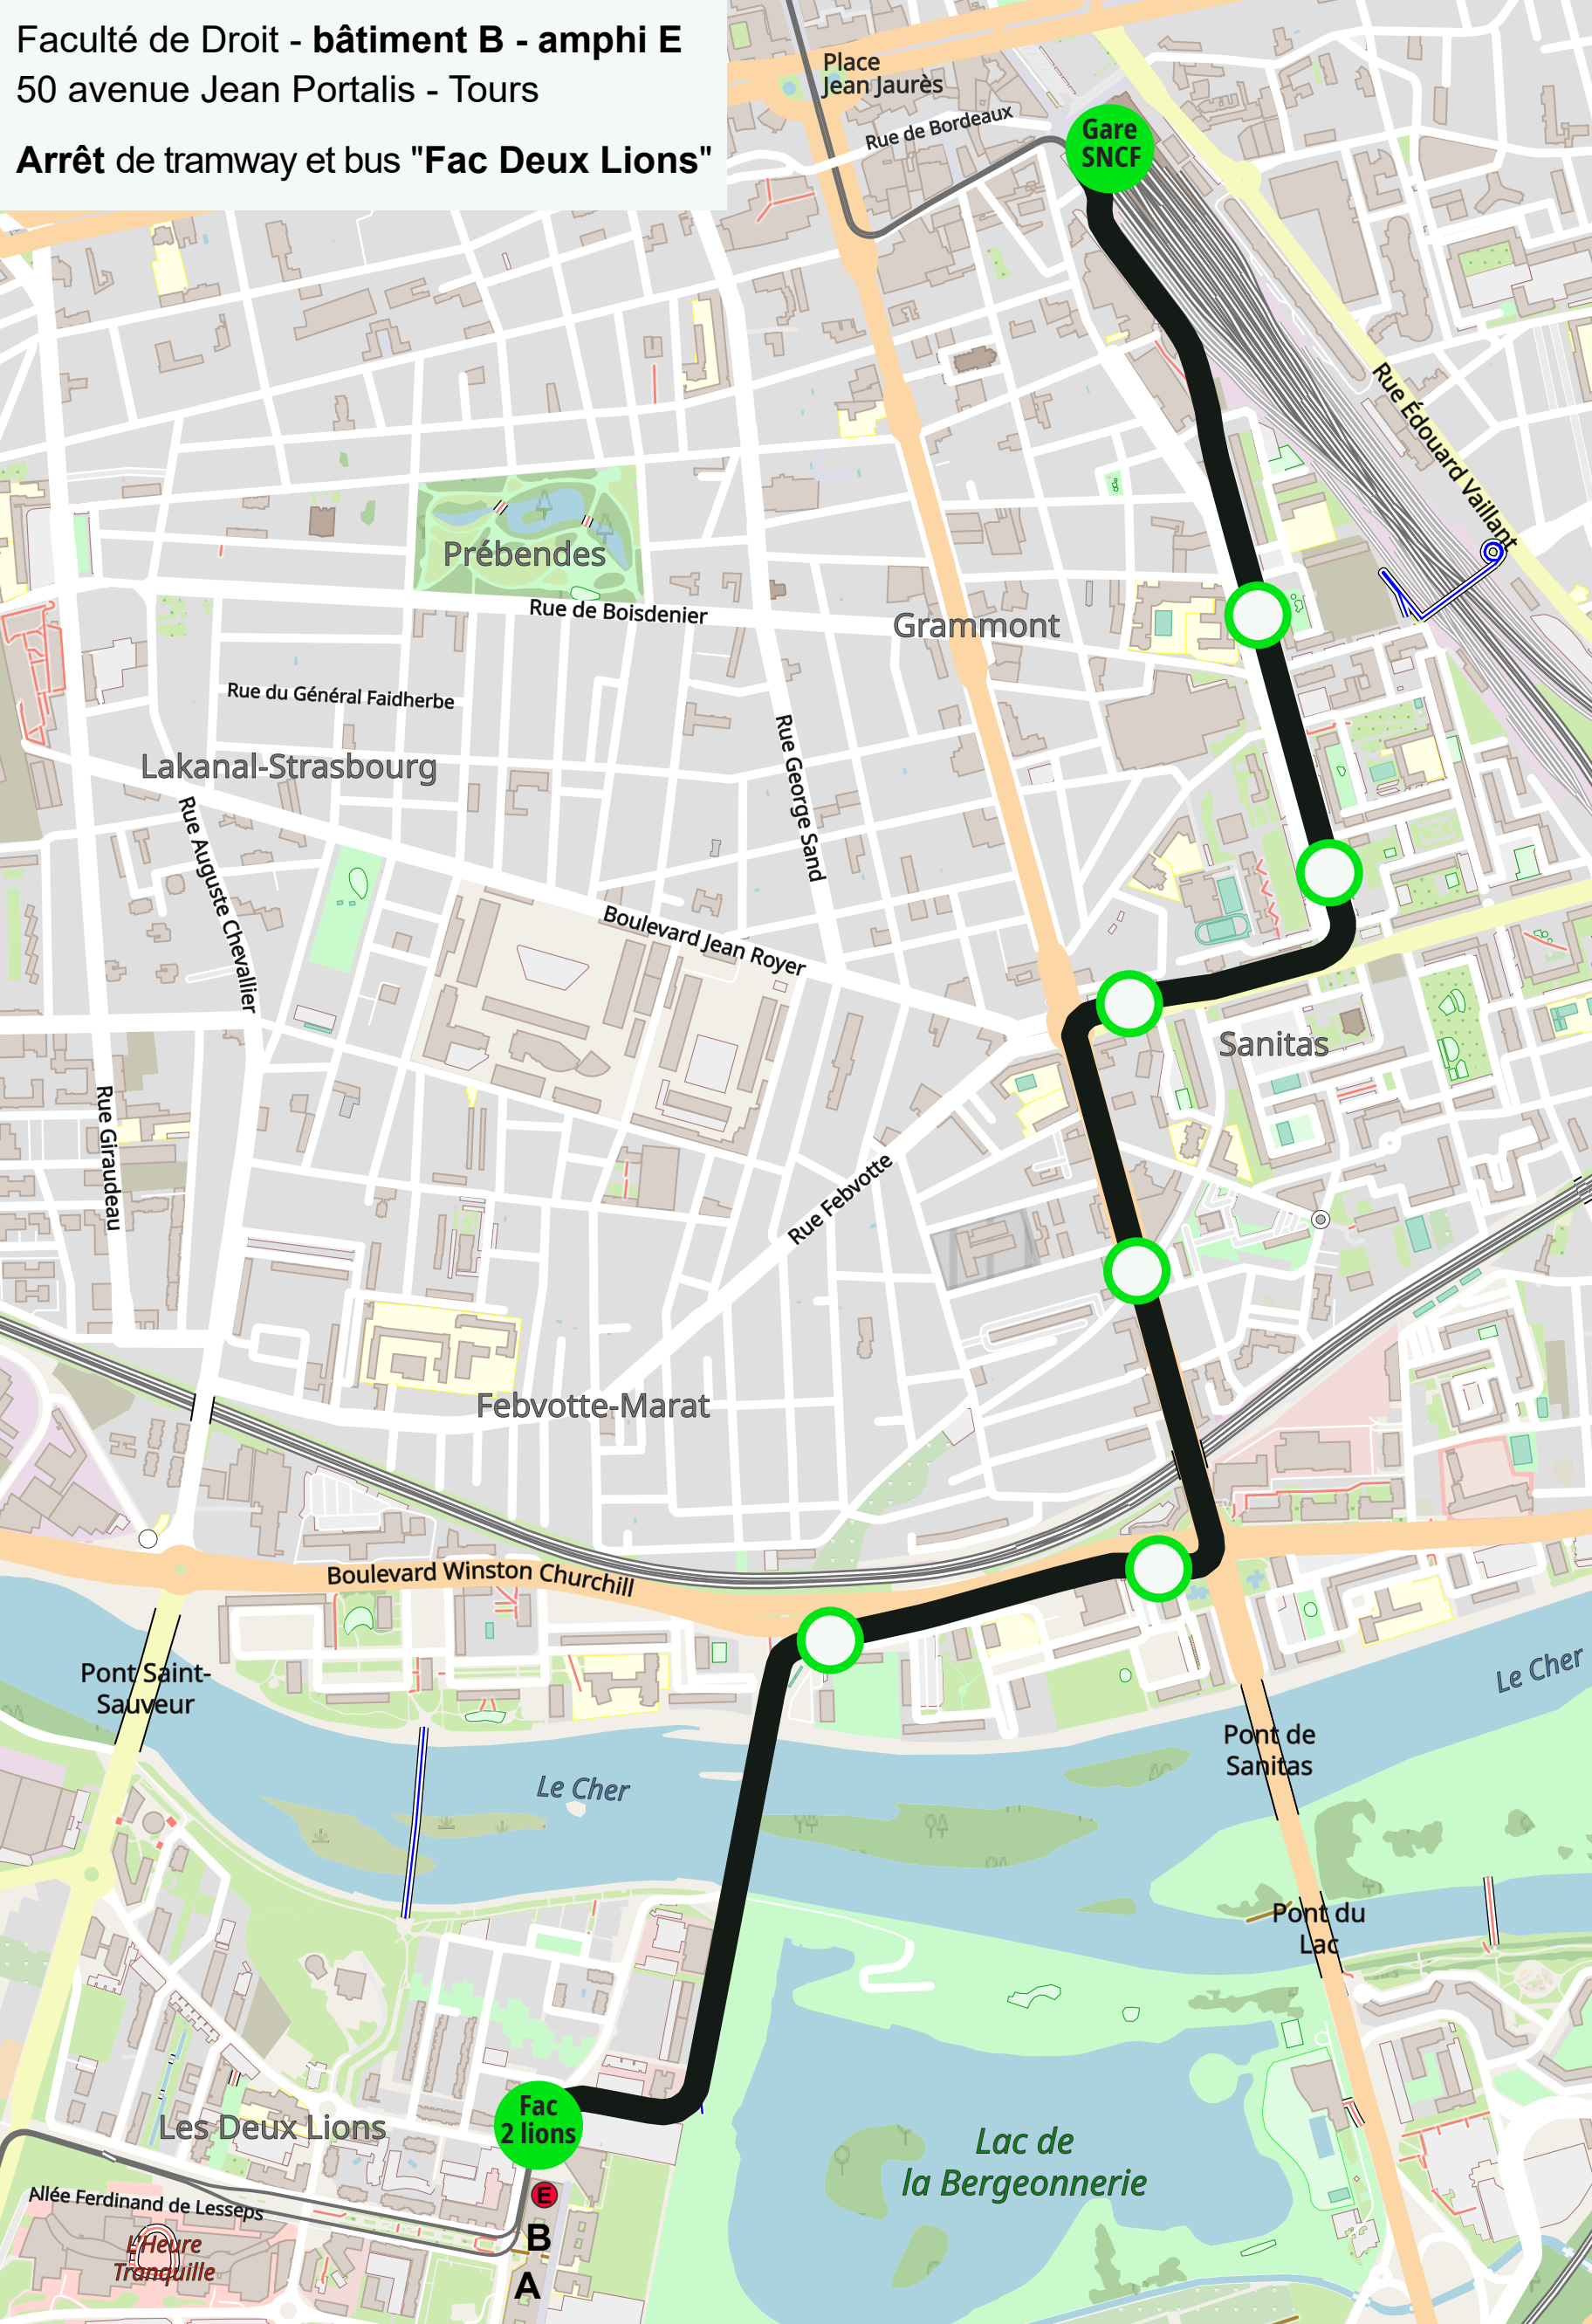 Faculté de Droit - bâtiment B - amphi E
50 avenue Jean Portalis - Tours
Arrêt de tramway et bus "Fac Deux Lions"
Place
Jean Jaurès
Rue de Bordeaux
Gare
SNCF
Rue Édouard Vaillant
Prébendes
Rue de Boisdenier
Grammont
Rue du Général Faidherbe
Lakanal-Strasbourg
Rue George Sand
Rue Auguste Chevallier
Boulevard Jean Royer
Sanitas
Rue Giraudeau
Rue Febvotte
Febvotte-Marat
Boulevard Winston Churchill
Pont Saint-
Sauveur
Le Cher
Pont de
Sanitas
Le Cher
Pont du
Lac
Fac
2 lions
Les Deux Lions
Lac de
la Bergeonnerie
Allée Ferdinand de Lesseps
E
L'Heure
Tranquille
B
A